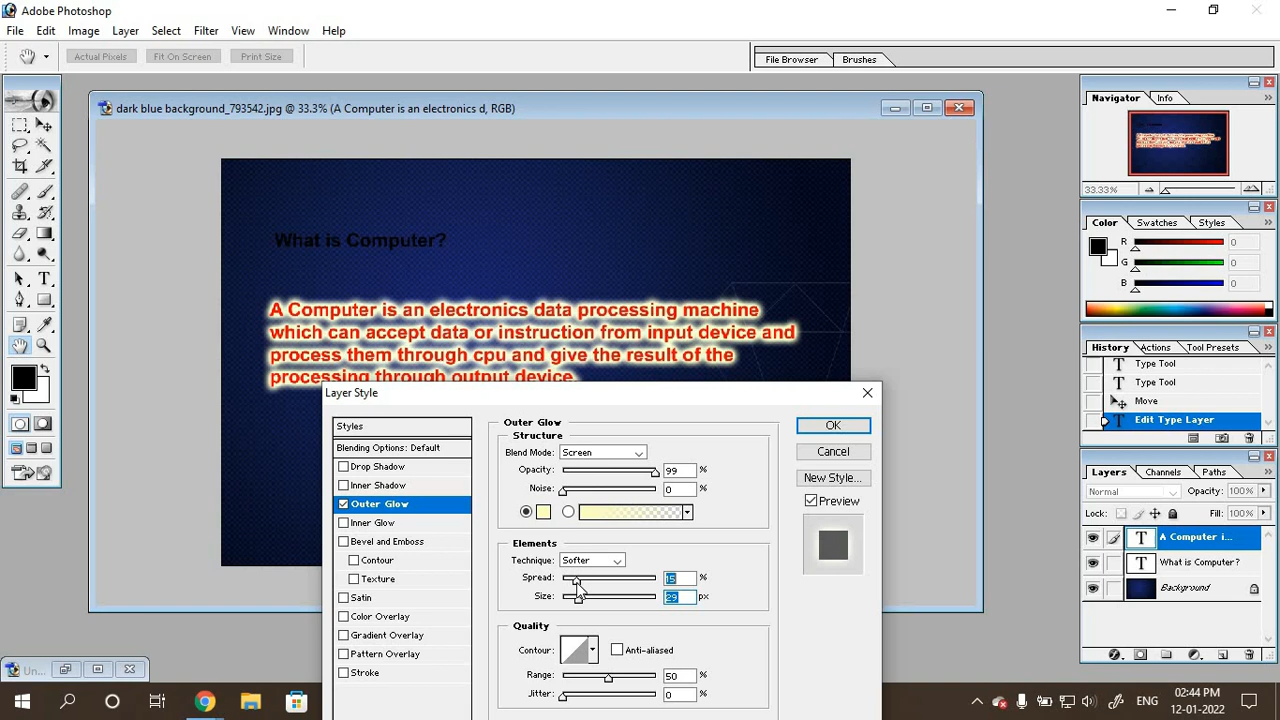 Adobe Photoshop
File Edit Image Layer Select Filter View Window Help
Actual Pixels Fit On Screen Print Size File Browser Brushes
dark blue background_793542.jpg @ 33.3% (A Computer is an electronics d, RGB)
What is Computer?
A Computer is an electronics data processing machine
which can accept data or instruction from input device and
process them through cpu and give the result of the
processing through output device.
Layer Style
Styles
Blending Options: Default
Drop Shadow
Inner Shadow
Outer Glow
Inner Glow
Bevel and Emboss
Contour
Texture
Satin
Color Overlay
Gradient Overlay
Pattern Overlay
Stroke
Outer Glow
Structure
Blend Mode: Screen
Opacity: 99 %
Noise: 0 %
Elements
Technique: Softer
Spread: 15 %
Size: 29 px
Quality
Contour: Anti-aliased
Range: 50 %
Jitter: 0 %
OK
Cancel
New Style...
Preview
Navigator Info
33.33%
Color Swatches Styles
R 0
G 0
B 0
History Actions Tool Presets
Type Tool
Type Tool
Move
Edit Type Layer
Layers Channels Paths
Normal Opacity: 100%
Lock: Fill: 100%
T A Computer i...
T What is Computer?
Background
Un...
ENG
02:44 PM
12-01-2022